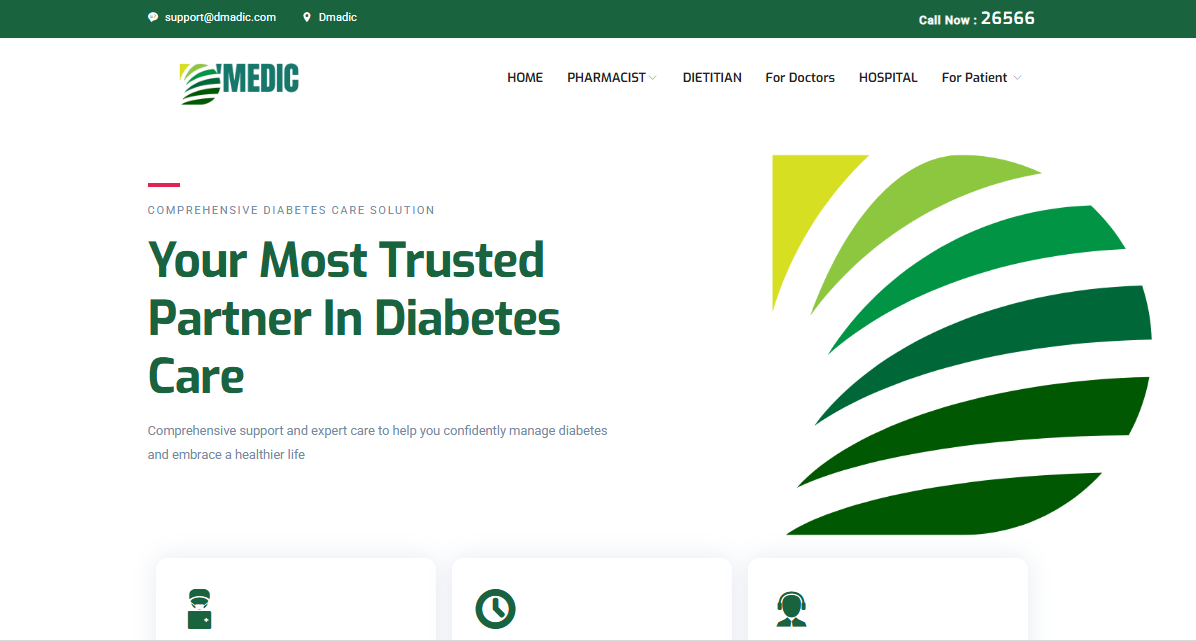 support@dmadic.com Dmadic Call Now : 26566
'MEDIC
HOME PHARMACIST DIETITIAN For Doctors HOSPITAL For Patient
COMPREHENSIVE DIABETES CARE SOLUTION
Your Most Trusted
Partner In Diabetes
Care
Comprehensive support and expert care to help you confidently manage diabetes
and embrace a healthier life